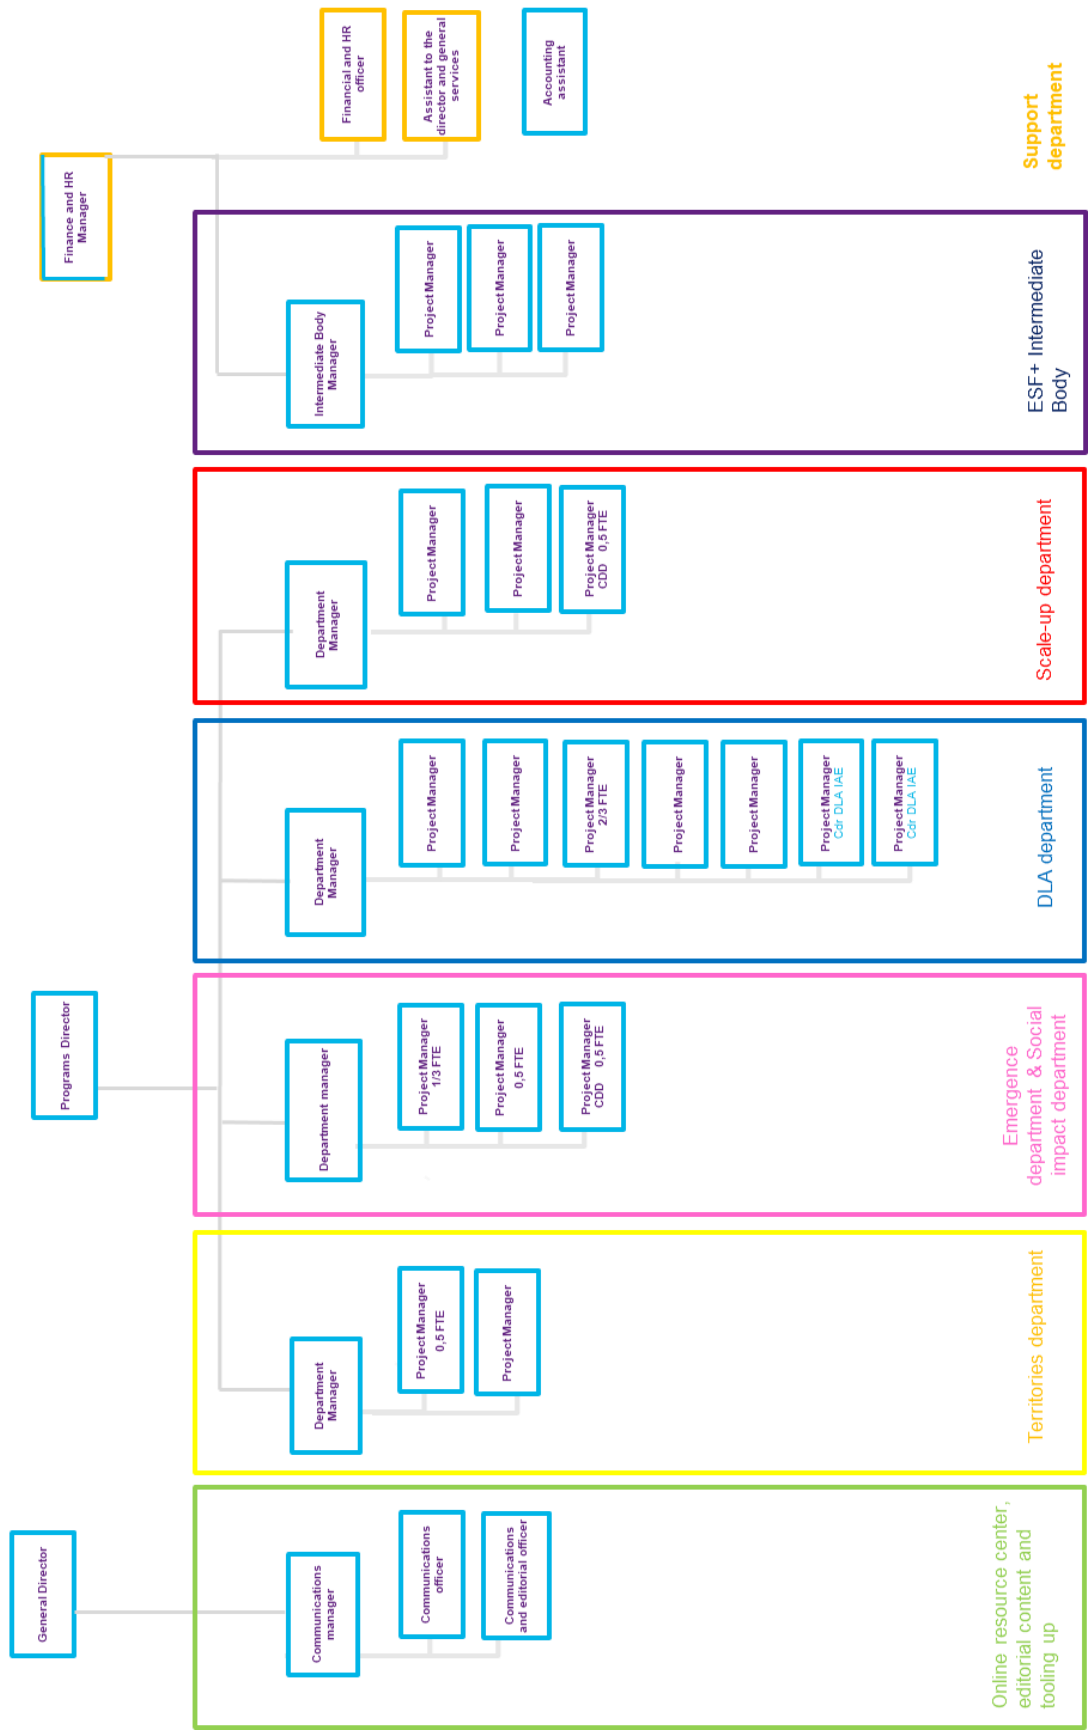 General Director
Communications
manager
Communications
officer
Communications
and editorial officer
Online resource center,
editorial content and
tooling up
Programs Director
Department
Manager
Project Manager
0,5 FTE
Project Manager
Territories department
Department manager
Project Manager
1/3 FTE
Project Manager
0,5 FTE
Project Manager
CDD 0,5 FTE
Emergence
department & Social
impact department
Department
Manager
Project Manager
Project Manager
Project Manager
2/3 FTE
Project Manager
Project Manager
Project Manager
Cdr DLA IAE
Project Manager
Cdr DLA IAE
DLA department
Department
Manager
Project Manager
Project Manager
Project Manager
CDD 0,5 FTE
Scale-up department
Finance and HR
Manager
Intermediate Body
Manager
Project Manager
Project Manager
Project Manager
ESF+ Intermediate
Body
Financial and HR
officer
Assistant to the
director and general
services
Accounting
assistant
Support
department